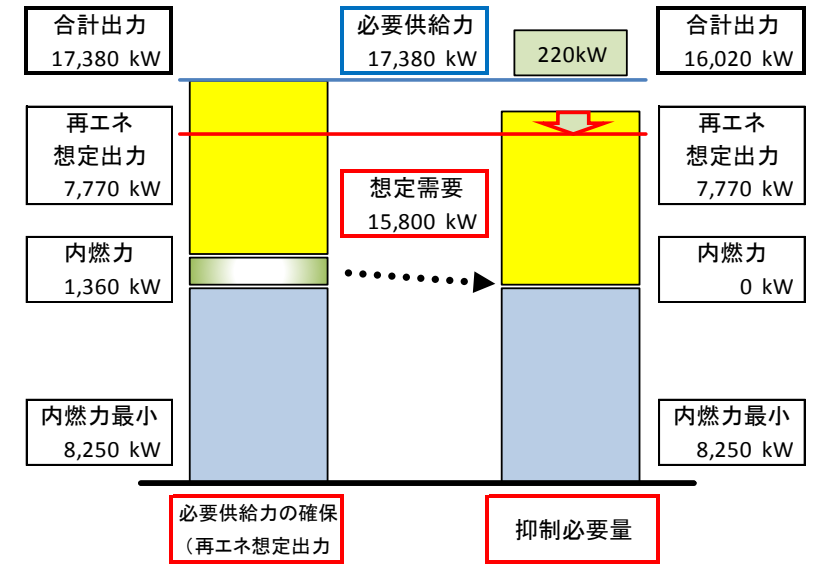 合計出力
17,380 kW
必要供給力
17,380 kW
220kW
合計出力
16,020 kW
再エネ
想定出力
7,770 kW
想定需要
15,800 kW
再エネ
想定出力
7,770 kW
内燃力
1,360 kW
内燃力
0 kW
内燃力最小
8,250 kW
内燃力最小
8,250 kW
必要供給力の確保
（再エネ想定出力
抑制必要量